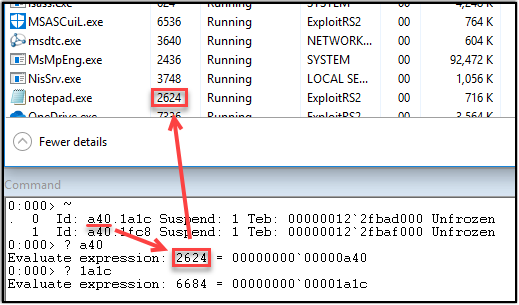 lsass.exe 824 Running SYSTEM 00 4,248 K
MSASCuiL.exe 6536 Running ExploitRS2 00 764 K
msdtc.exe 3640 Running NETWORK... 00 604 K
MsMpEng.exe 2436 Running SYSTEM 00 92,472 K
NisSrv.exe 3748 Running LOCAL SE... 00 1,056 K
notepad.exe 2624 Running ExploitRS2 00 716 K
OneDrive.exe 7336 Running ExploitRS2 00 3,564 K
Fewer details
Command
0:000> ~
. 0 Id: a40.1a1c Suspend: 1 Teb: 00000012`2fbad000 Unfrozen
1 Id: a40.1fc8 Suspend: 1 Teb: 00000012`2fbaf000 Unfrozen
0:000> ? a40
Evaluate expression: 2624 = 00000000`00000a40
0:000> ? 1a1c
Evaluate expression: 6684 = 00000000`00001a1c